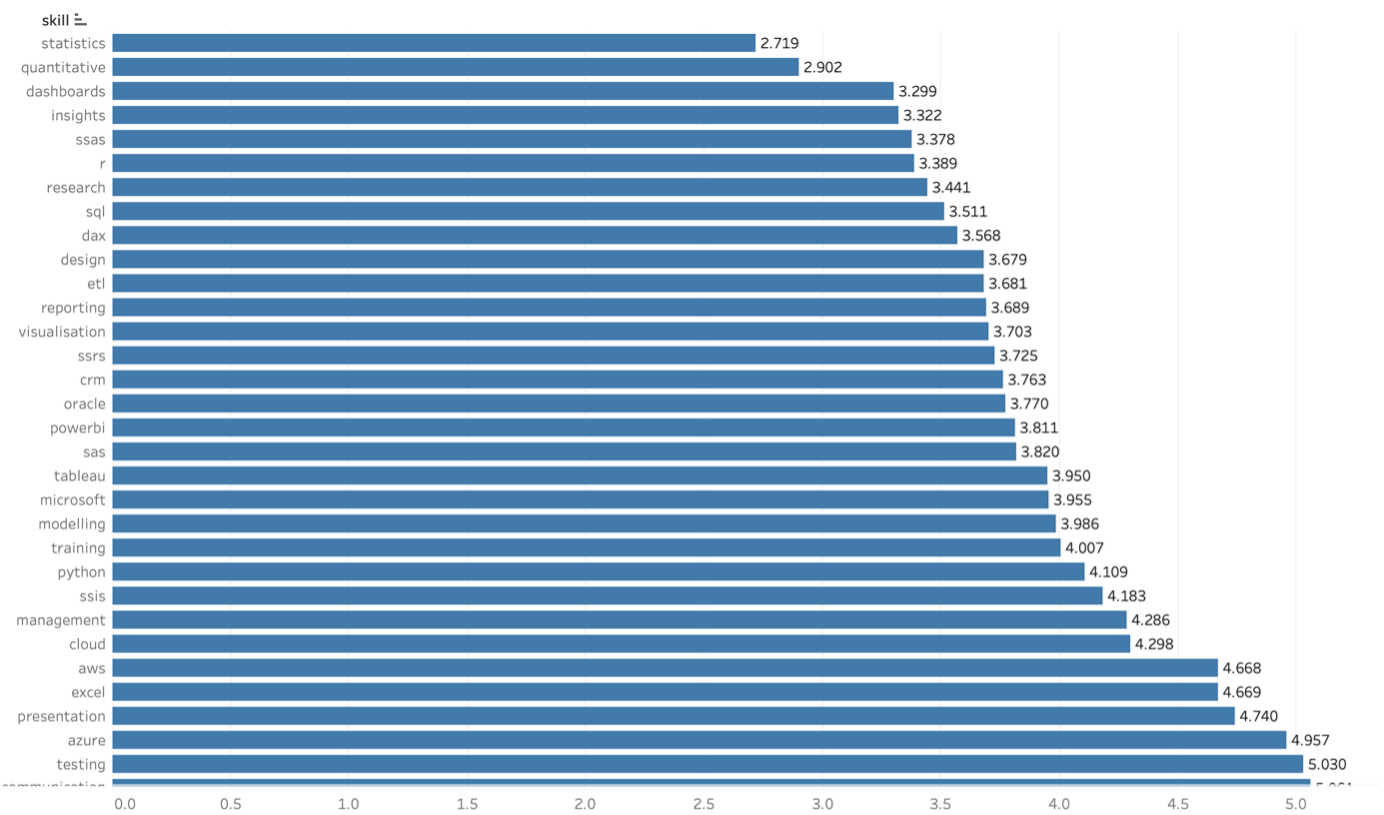 skill
statistics 2.719
quantitative 2.902
dashboards 3.299
insights 3.322
ssas 3.378
r 3.389
research 3.441
sql 3.511
dax 3.568
design 3.679
etl 3.681
reporting 3.689
visualisation 3.703
ssrs 3.725
crm 3.763
oracle 3.770
powerbi 3.811
sas 3.820
tableau 3.950
microsoft 3.955
modelling 3.986
training 4.007
python 4.109
ssis 4.183
management 4.286
cloud 4.298
aws 4.668
excel 4.669
presentation 4.740
azure 4.957
testing 5.030
communication
0.0 0.5 1.0 1.5 2.0 2.5 3.0 3.5 4.0 4.5 5.0